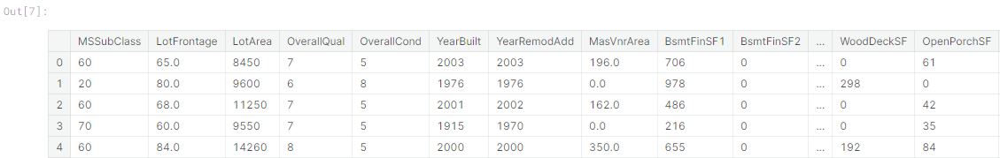 Out[7]:
MSSubClass LotFrontage LotArea OverallQual OverallCond YearBuilt YearRemodAdd MasVnrArea BsmtFinSF1 BsmtFinSF2 ... WoodDeckSF OpenPorchSF
0 60 65.0 8450 7 5 2003 2003 196.0 706 0 ... 0 61
1 20 80.0 9600 6 8 1976 1976 0.0 978 0 ... 298 0
2 60 68.0 11250 7 5 2001 2002 162.0 486 0 ... 0 42
3 70 60.0 9550 7 5 1915 1970 0.0 216 0 ... 0 35
4 60 84.0 14260 8 5 2000 2000 350.0 655 0 ... 192 84